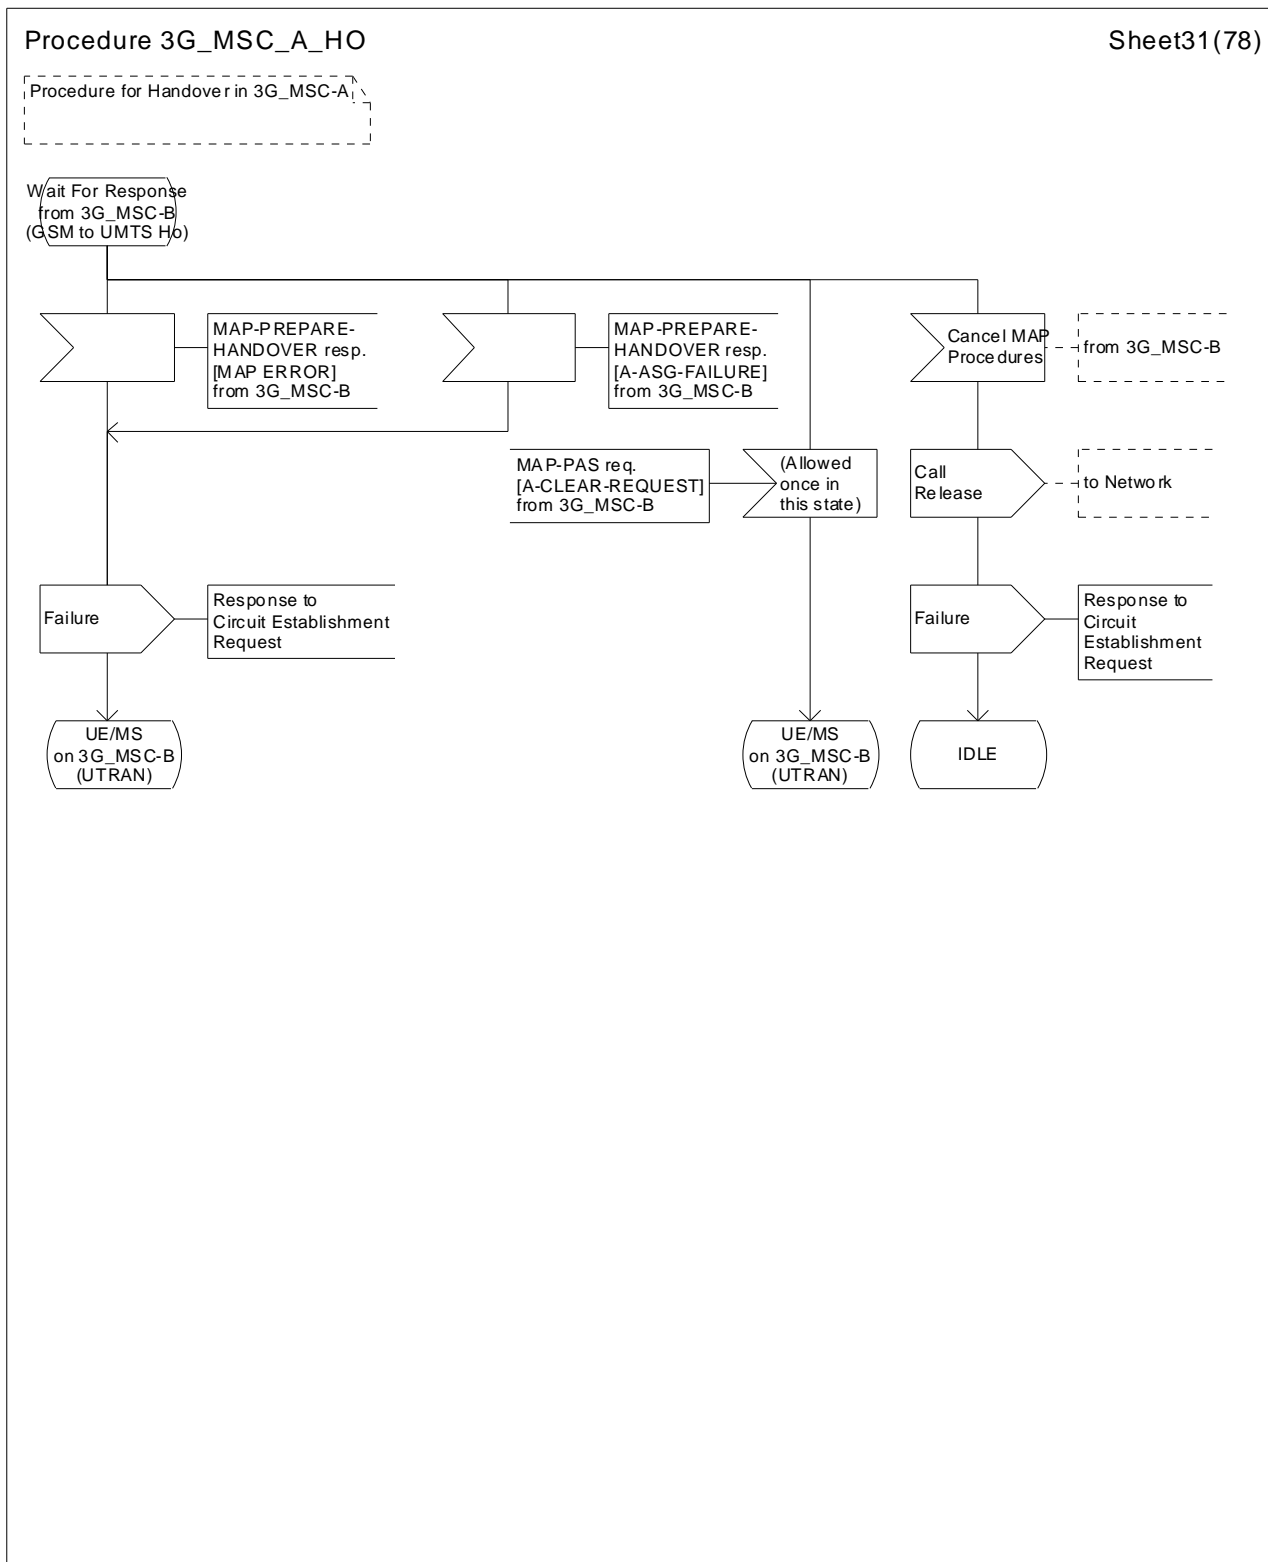 Procedure 3G_MSC_A_HO
Sheet31(78)
Procedure for Handover in 3G_MSC-A
Wait For Response
from 3G_MSC-B
(GSM to UMTS Ho)
MAP-PREPARE-
HANDOVER resp.
[MAP ERROR]
from 3G_MSC-B
MAP-PREPARE-
HANDOVER resp.
[A-ASG-FAILURE]
from 3G_MSC-B
Cancel MAP
Procedures
from 3G_MSC-B
MAP-PAS req.
[A-CLEAR-REQUEST]
from 3G_MSC-B
(Allowed
once in
this state)
Call
Release
to Network
Failure
Response to
Circuit Establishment
Request
Failure
Response to
Circuit
Establishment
Request
UE/MS
on 3G_MSC-B
(UTRAN)
UE/MS
on 3G_MSC-B
(UTRAN)
IDLE